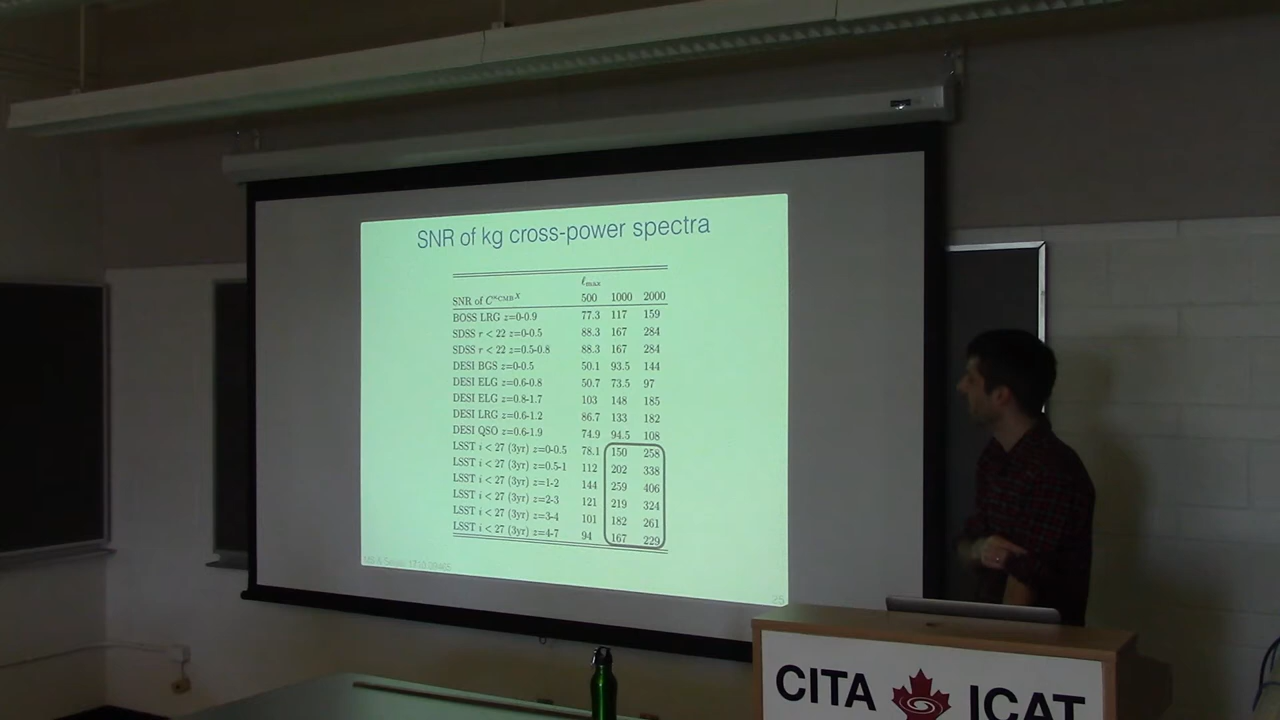 SNR of kg cross-power spectra
ℓmax
SNR of C^κCMB,X 500 1000 2000
BOSS LRG z=0-0.9 77.3 117 159
SDSS r < 22 z=0-0.5 88.3 167 284
SDSS r < 22 z=0.5-0.8 88.3 167 284
DESI BGS z=0-0.5 50.1 93.5 144
DESI ELG z=0.6-0.8 50.7 73.5 97
DESI ELG z=0.8-1.7 103 148 185
DESI LRG z=0.6-1.2 86.7 133 182
DESI QSO z=0.6-1.9 74.9 94.5 108
LSST i < 27 (3yr) z=0-0.5 78.1 150 258
LSST i < 27 (3yr) z=0.5-1 112 202 338
LSST i < 27 (3yr) z=1-2 144 259 406
LSST i < 27 (3yr) z=2-3 121 219 324
LSST i < 27 (3yr) z=3-4 101 182 261
LSST i < 27 (3yr) z=4-7 94 167 229
25
CITA ICAT